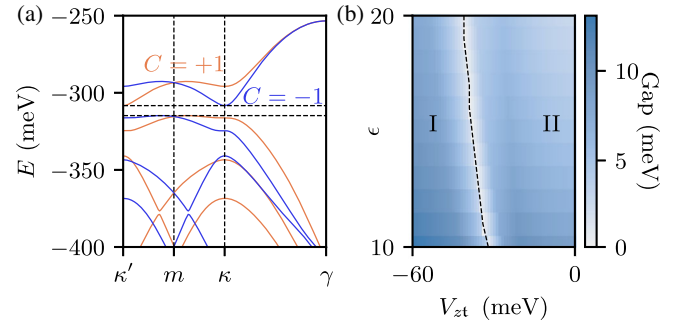 (a)
−250
−300
−350
−400
E (meV)
C = +1
C = −1
κ′
m
κ
γ
(b)
20
10
ϵ
I
II
−60
0
V_zt (meV)
10
5
0
Gap (meV)